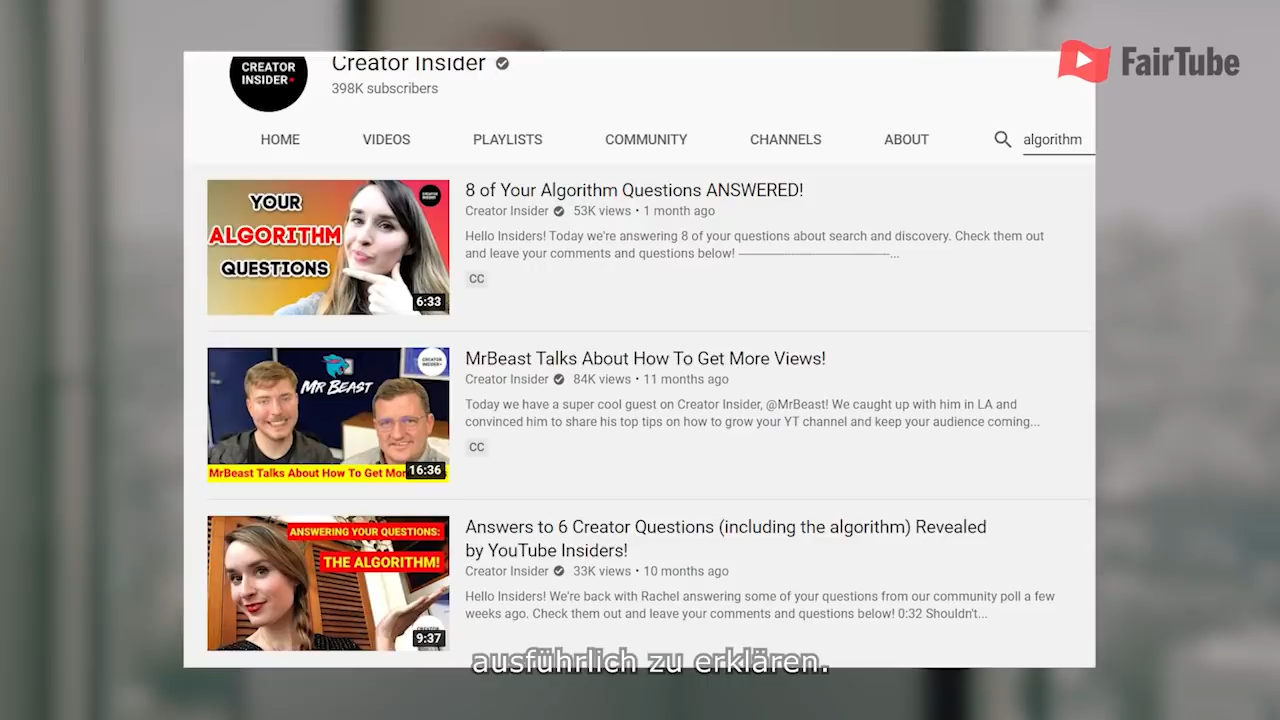 FairTube
CREATOR
INSIDER
Creator Insider
398K subscribers
HOME VIDEOS PLAYLISTS COMMUNITY CHANNELS ABOUT algorithm
YOUR
ALGORITHM
QUESTIONS
CREATOR
INSIDER
6:33
8 of Your Algorithm Questions ANSWERED!
Creator Insider 53K views • 1 month ago
Hello Insiders! Today we're answering 8 of your questions about search and discovery. Check them out
and leave your comments and questions below! —————————————...
CC
MR BEAST
CREATOR
INSIDER
MrBeast Talks About How To Get Mor
16:36
MrBeast Talks About How To Get More Views!
Creator Insider 84K views • 11 months ago
Today we have a super cool guest on Creator Insider, @MrBeast! We caught up with him in LA and
convinced him to share his top tips on how to grow your YT channel and keep your audience coming...
CC
ANSWERING YOUR QUESTIONS:
THE ALGORITHM!
9:37
Answers to 6 Creator Questions (including the algorithm) Revealed
by YouTube Insiders!
Creator Insider 33K views • 10 months ago
Hello Insiders! We're back with Rachel answering some of your questions from our community poll a few
weeks ago. Check them out and leave your comments and questions below! 0:32 Shouldn't...
ausführlich zu erklären.